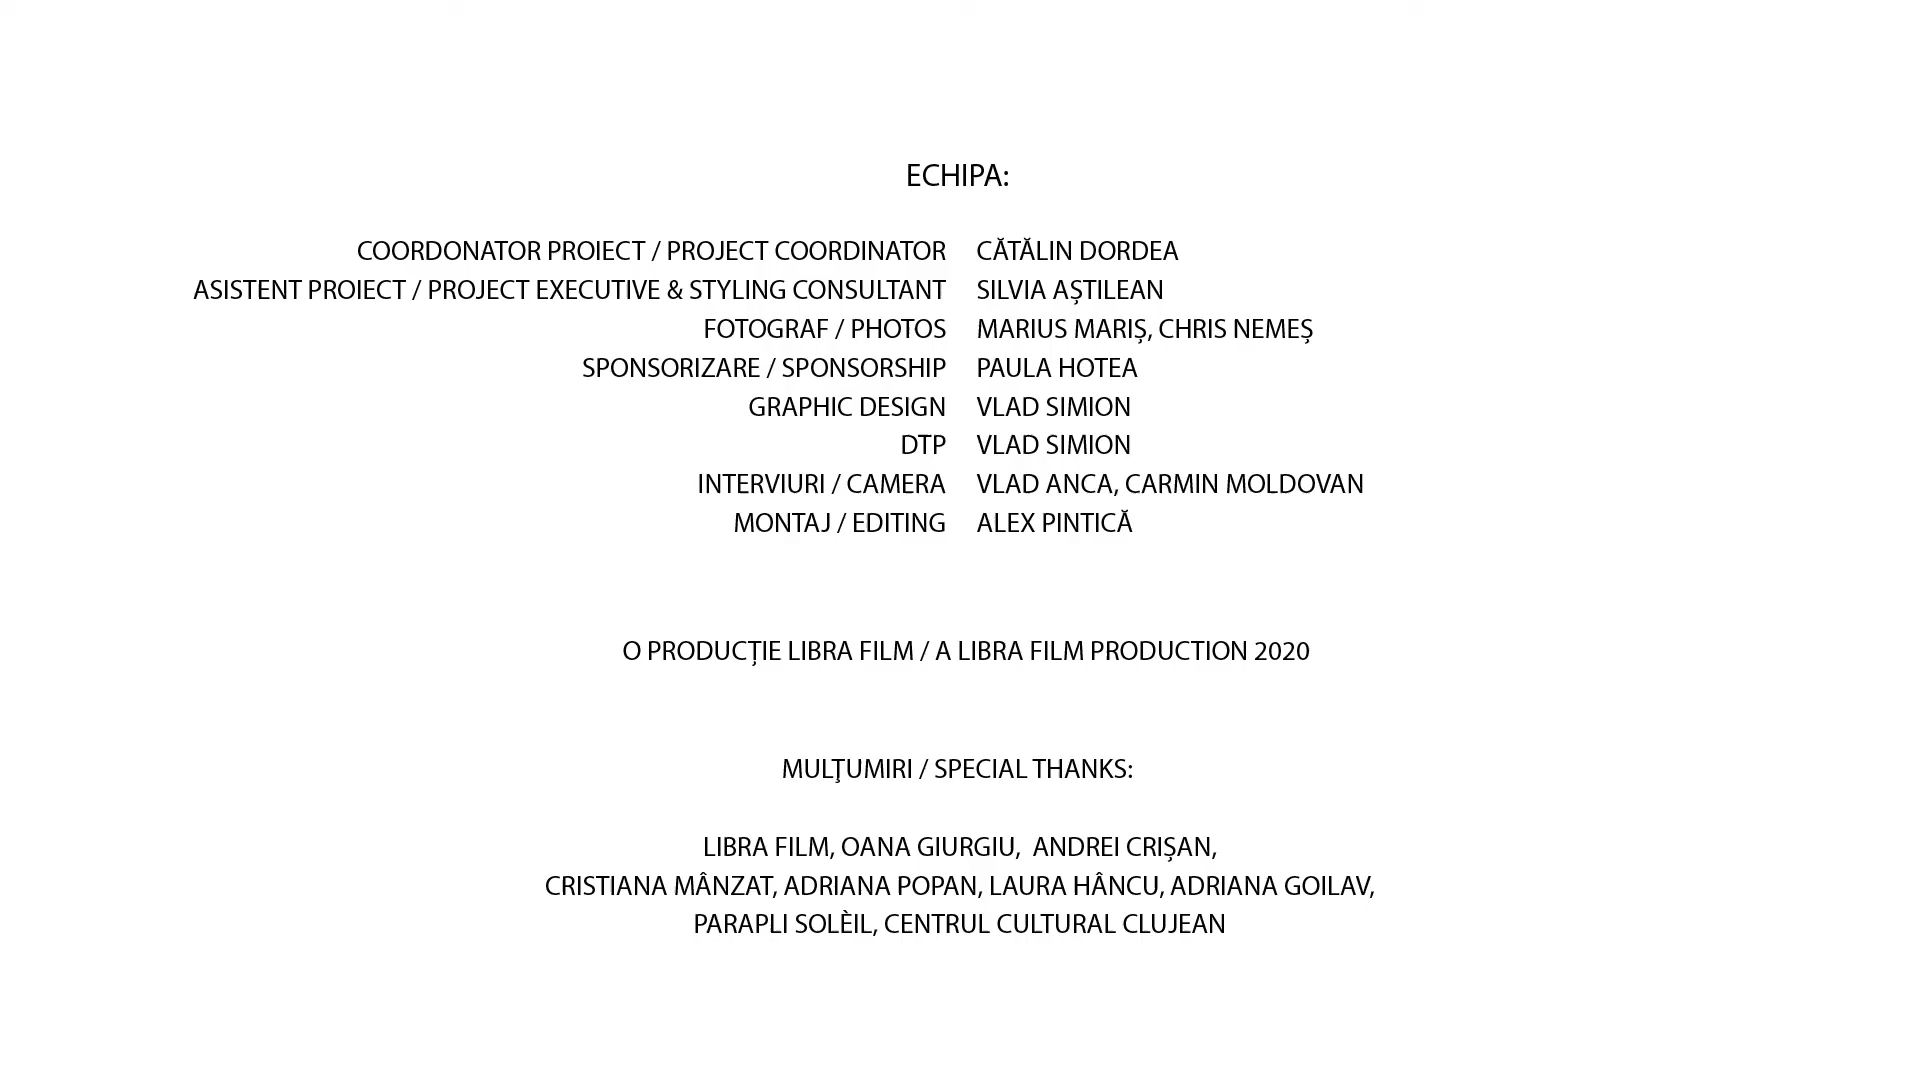 ECHIPA:
COORDONATOR PROIECT / PROJECT COORDINATOR CĂTĂLIN DORDEA
ASISTENT PROIECT / PROJECT EXECUTIVE & STYLING CONSULTANT SILVIA AȘTILEAN
FOTOGRAF / PHOTOS MARIUS MARIȘ, CHRIS NEMEȘ
SPONSORIZARE / SPONSORSHIP PAULA HOTEA
GRAPHIC DESIGN VLAD SIMION
DTP VLAD SIMION
INTERVIURI / CAMERA VLAD ANCA, CARMIN MOLDOVAN
MONTAJ / EDITING ALEX PINTICĂ
O PRODUCȚIE LIBRA FILM / A LIBRA FILM PRODUCTION 2020
MULŢUMIRI / SPECIAL THANKS:
LIBRA FILM, OANA GIURGIU, ANDREI CRIȘAN,
CRISTIANA MÂNZAT, ADRIANA POPAN, LAURA HÂNCU, ADRIANA GOILAV,
PARAPLI SOLÈIL, CENTRUL CULTURAL CLUJEAN